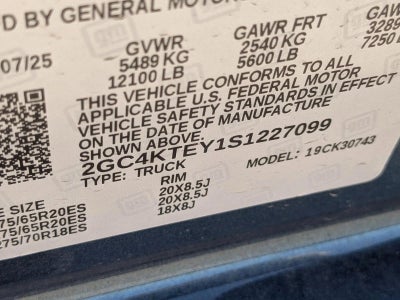 D BY GENERAL MOTOR
07/25 GVWR GAWR FRT GAW
5489 KG 2540 KG 3289
12100 LB 5600 LB 7250 L
THIS VEHICLE CONFORMS TO ALL
APPLICABLE U.S. FEDERAL MOTOR
VEHICLE SAFETY STANDARDS IN EFFECT
ON THE DATE OF MANUFACTURE
SHOWN ABOVE.
2GC4KTEY1S1227099
TYPE: TRUCK MODEL: 19CK30743
E SIZE RIM
75/65R20ES 20X8.5J
75/65R20ES 20X8.5J
275/70R18ES 18X8J